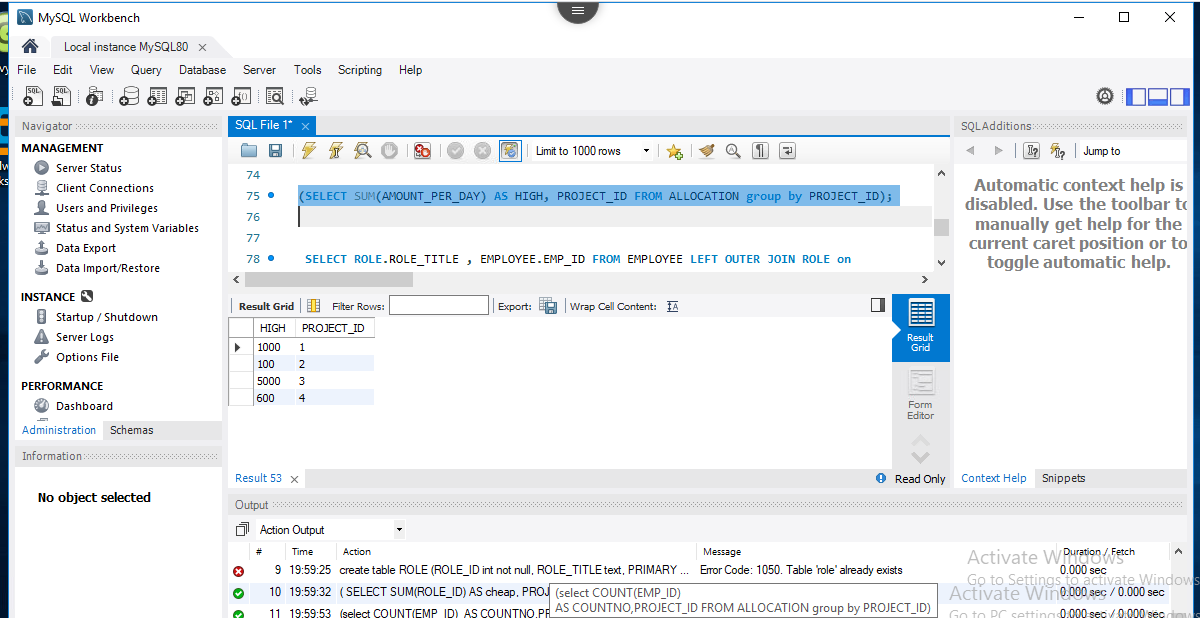 MySQL Workbench
Local instance MySQL80
File Edit View Query Database Server Tools Scripting Help
Navigator
MANAGEMENT
Server Status
Client Connections
Users and Privileges
Status and System Variables
Data Export
Data Import/Restore
INSTANCE
Startup / Shutdown
Server Logs
Options File
PERFORMANCE
Dashboard
Administration Schemas
Information
No object selected
SQL File 1*
Limit to 1000 rows
74
75 (SELECT SUM(AMOUNT_PER_DAY) AS HIGH, PROJECT_ID FROM ALLOCATION group by PROJECT_ID);
76
77
78 SELECT ROLE.ROLE_TITLE , EMPLOYEE.EMP_ID FROM EMPLOYEE LEFT OUTER JOIN ROLE on
Result Grid Filter Rows: Export: Wrap Cell Content:
HIGH PROJECT_ID
1000 1
100 2
5000 3
600 4
Result Grid
Form Editor
Result 53
Read Only
SQLAdditions
Jump to
Automatic context help is
disabled. Use the toolbar to
manually get help for the
current caret position or to
toggle automatic help.
Context Help Snippets
Output
Action Output
# Time Action Message Duration / Fetch
9 19:59:25 create table ROLE (ROLE_ID int not null, ROLE_TITLE text, PRIMARY ... Error Code: 1050. Table 'role' already exists 0.000 sec
10 19:59:32 ( SELECT SUM(ROLE_ID) AS cheap, PROJ 0.000 sec / 0.000 sec
11 19:59:53 (select COUNT(EMP_ID) AS COUNTNO,PR 0.000 sec / 0.000 sec
(select COUNT(EMP_ID)
AS COUNTNO,PROJECT_ID FROM ALLOCATION group by PROJECT_ID)
Activate Windows
Go to Settings to activate Windows
Activate Windows
Go to PC settings